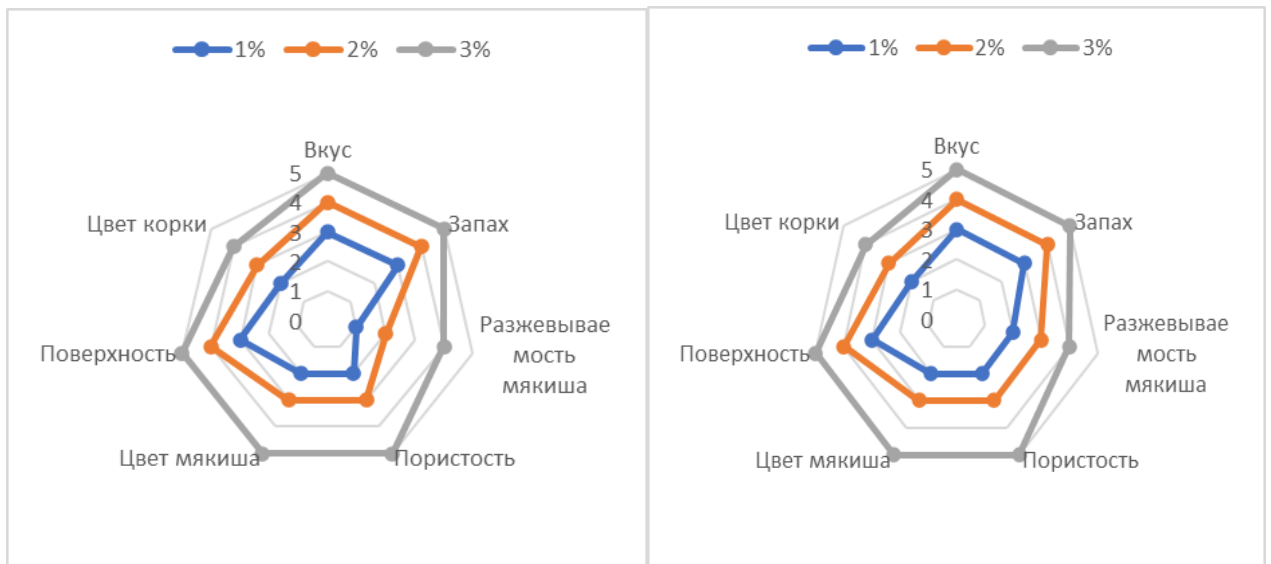 1% 2% 3%
Вкус
5
4
3
2
1
0
Запах
Разжевывае
мость
мякиша
Пористость
Цвет мякиша
Поверхность
Цвет корки
1% 2% 3%
Вкус
5
4
3
2
1
0
Запах
Разжевывае
мость
мякиша
Пористость
Цвет мякиша
Поверхность
Цвет корки